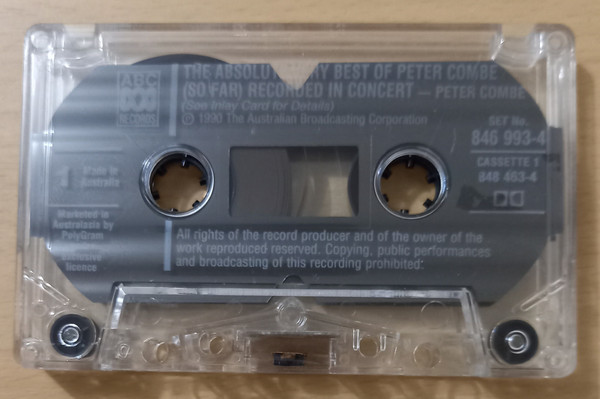 ABC
RECORDS
THE ABSOLUTE VERY BEST OF PETER COMBE
(SO FAR) RECORDED IN CONCERT — PETER COMBE
(See Inlay Card for Details)
℗ 1990 The Australian Broadcasting Corporation
SET No.
846 993-4
CASSETTE 1
848 463-4
1
Made in
Australia
Marketed in
Australasia by
PolyGram
exclusive
licence
All rights of the record producer and of the owner of the
work reproduced reserved. Copying, public performances
and broadcasting of this recording prohibited.